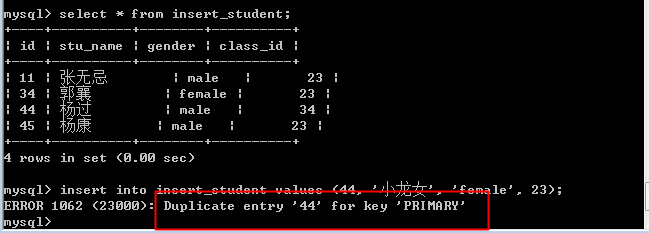 mysql> select * from insert_student;
+----+----------+--------+----------+
| id | stu_name | gender | class_id |
+----+----------+--------+----------+
| 11 | 张无忌 | male | 23 |
| 34 | 郭襄 | female | 23 |
| 44 | 杨过 | male | 34 |
| 45 | 杨康 | male | 23 |
+----+----------+--------+----------+
4 rows in set (0.00 sec)
mysql> insert into insert_student values (44, '小龙女', 'female', 23);
ERROR 1062 (23000): Duplicate entry '44' for key 'PRIMARY'
mysql>